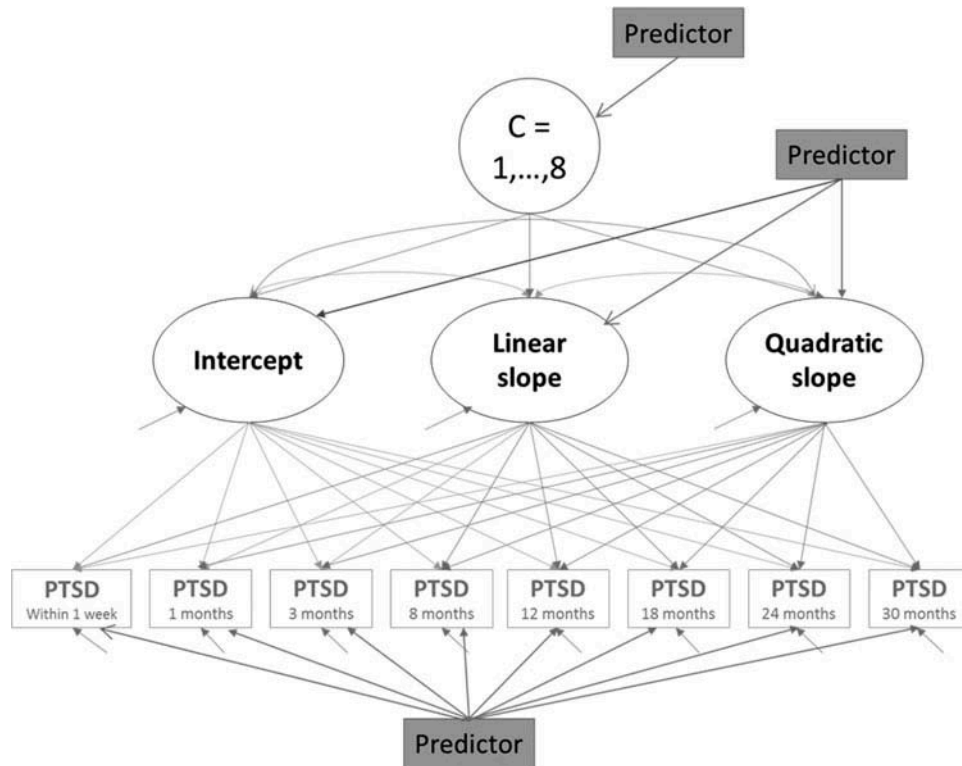 Predictor
C =
1,...,8
Predictor
Intercept
Linear
slope
Quadratic
slope
PTSD
Within 1 week
PTSD
1 months
PTSD
3 months
PTSD
8 months
PTSD
12 months
PTSD
18 months
PTSD
24 months
PTSD
30 months
Predictor